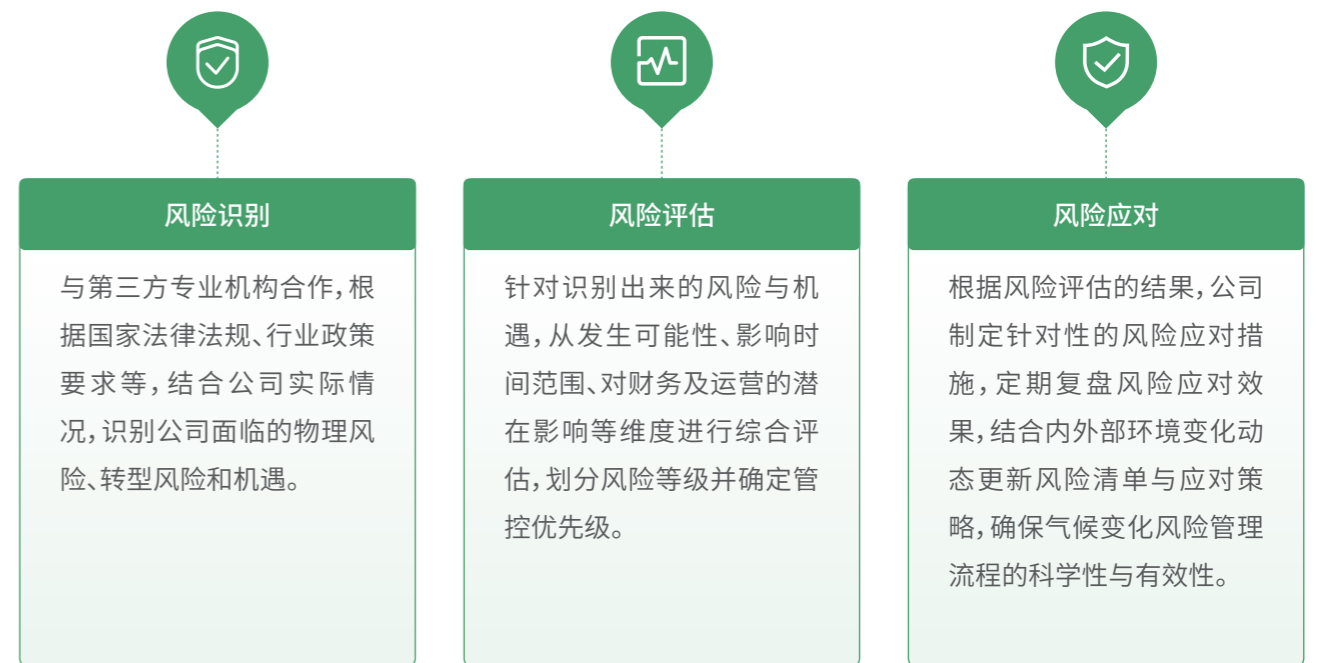 风险识别
与第三方专业机构合作，根
据国家法律法规、行业政策
要求等，结合公司实际情
况，识别公司面临的物理风
险、转型风险和机遇。
风险评估
针对识别出来的风险与机
遇，从发生可能性、影响时
间范围、对财务及运营的潜
在影响等维度进行综合评
估，划分风险等级并确定管
控优先级。
风险应对
根据风险评估的结果，公司
制定针对性的风险应对措
施，定期复盘风险应对效
果，结合内外部环境变化动
态更新风险清单与应对策
略，确保气候变化风险管理
流程的科学性与有效性。